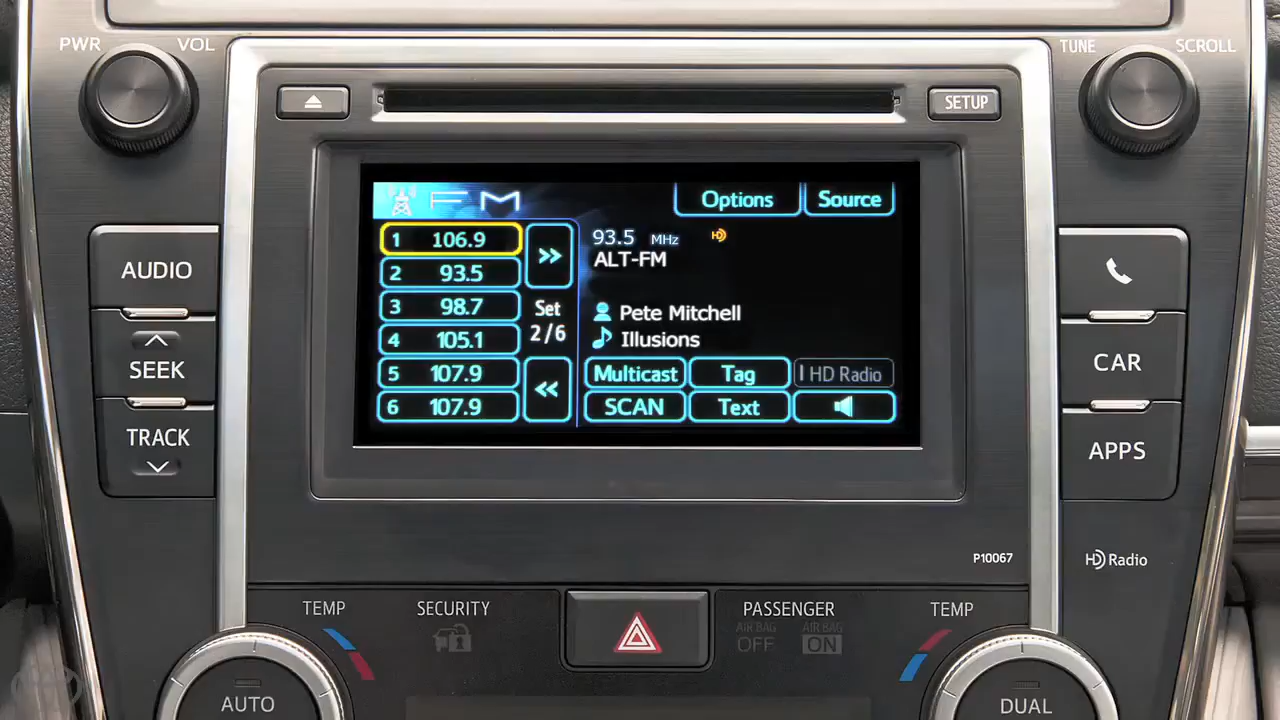 PWR VOL
TUNE SCROLL
SETUP
FM
Options
Source
1 106.9
2 93.5
3 98.7
4 105.1
5 107.9
6 107.9
>>
Set
2/6
<<
93.5 MHz HD
ALT-FM
Pete Mitchell
Illusions
Multicast Tag HD Radio
SCAN Text
AUDIO
SEEK
TRACK
CAR
APPS
P10067
HD Radio
TEMP
SECURITY
PASSENGER
AIR BAG OFF
AIR BAG ON
TEMP
AUTO
DUAL